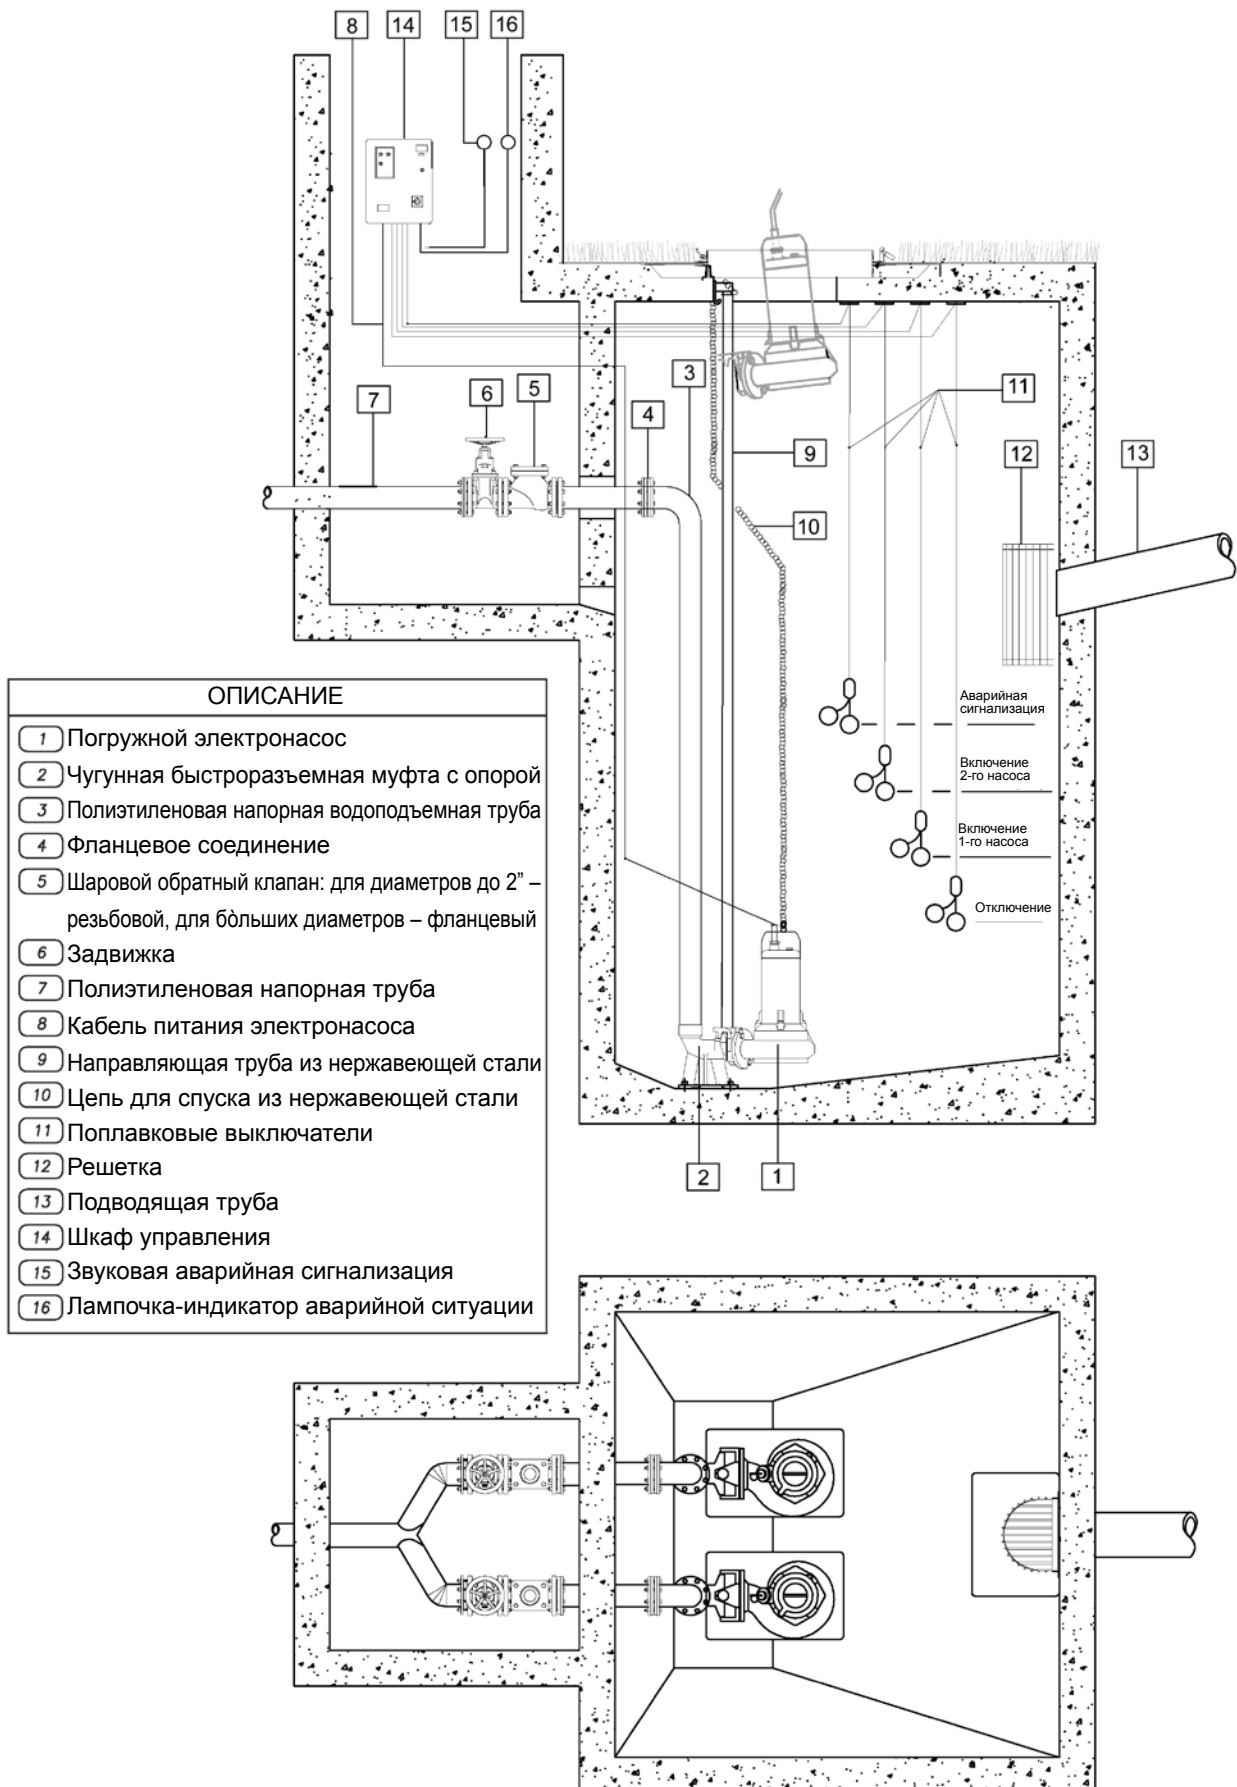 8 14 15 16
3
6 5
7
4
11
9
12 13
10
Аварийная
сигнализация
Включение
2-го насоса
Включение
1-го насоса
Отключение
2 1
ОПИСАНИЕ
1 Погружной электронасос
2 Чугунная быстроразъемная муфта с опорой
3 Полиэтиленовая напорная водоподъемная труба
4 Фланцевое соединение
5 Шаровой обратный клапан: для диаметров до 2” –
резьбовой, для бòльших диаметров – фланцевый
6 Задвижка
7 Полиэтиленовая напорная труба
8 Кабель питания электронасоса
9 Направляющая труба из нержавеющей стали
10 Цепь для спуска из нержавеющей стали
11 Поплавковые выключатели
12 Решетка
13 Подводящая труба
14 Шкаф управления
15 Звуковая аварийная сигнализация
16 Лампочка-индикатор аварийной ситуации